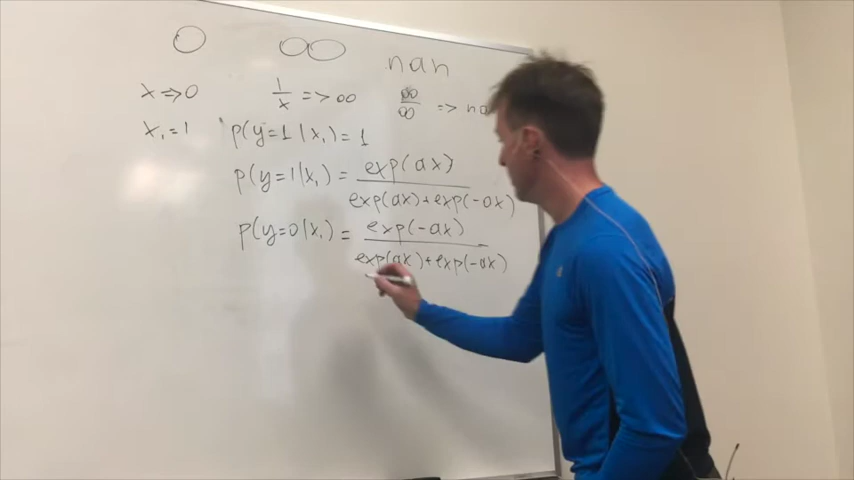 0 00 nan
x => 0 1/x => ∞ ∞/∞ =>
x₁ = 1 p(y=1|x₁) = 1
p(y=1|x₁) = exp(ax) / exp(ax)+exp(-ax)
p(y=0|x₁) = exp(-ax) / exp(ax)+exp(-ax)